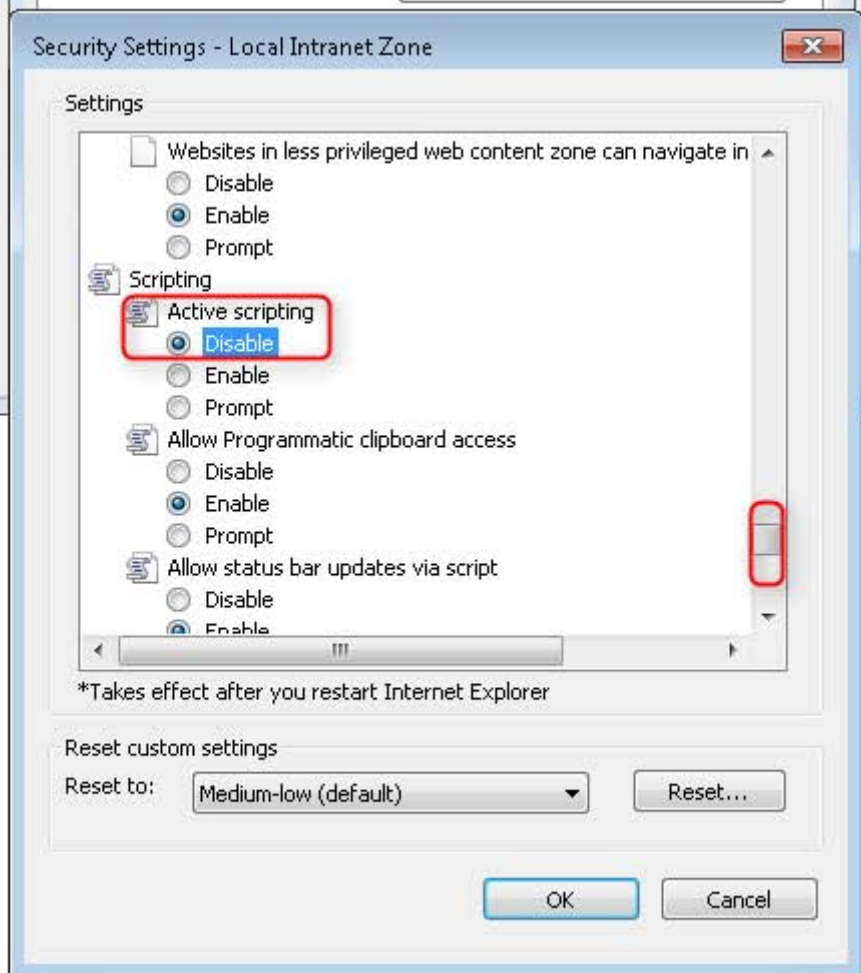 Security Settings - Local Intranet Zone
Settings
Websites in less privileged web content zone can navigate in
Disable
Enable
Prompt
Scripting
Active scripting
Disable
Enable
Prompt
Allow Programmatic clipboard access
Disable
Enable
Prompt
Allow status bar updates via script
Disable
Enable
*Takes effect after you restart Internet Explorer
Reset custom settings
Reset to: Medium-low (default) Reset...
OK Cancel